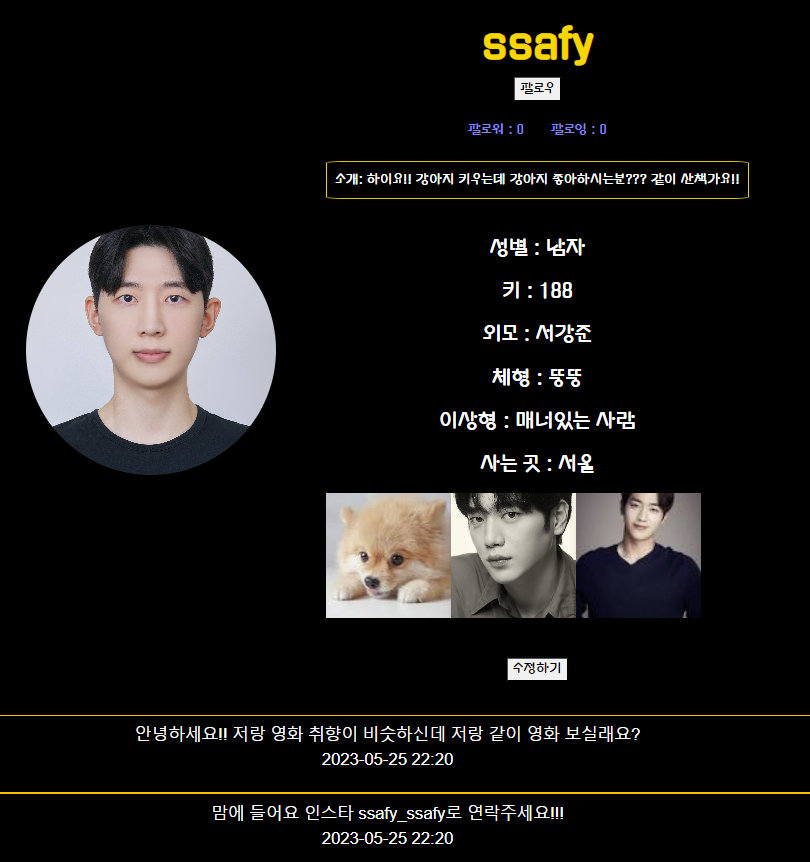 ssafy
팔로우
팔로워 : 0 팔로잉 : 0
소개: 하이요!! 강아지 키우는데 강아지 좋아하시는분??? 같이 산책가요!!
성별 : 남자
키 : 188
외모 : 서강준
체형 : 뚱뚱
이상형 : 매너있는 사람
사는 곳 : 서울
수정하기
안녕하세요!! 저랑 영화 취향이 비슷하신데 저랑 같이 영화 보실래요?
2023-05-25 22:20
맘에 들어요 인스타 ssafy_ssafy로 연락주세요!!!
2023-05-25 22:20